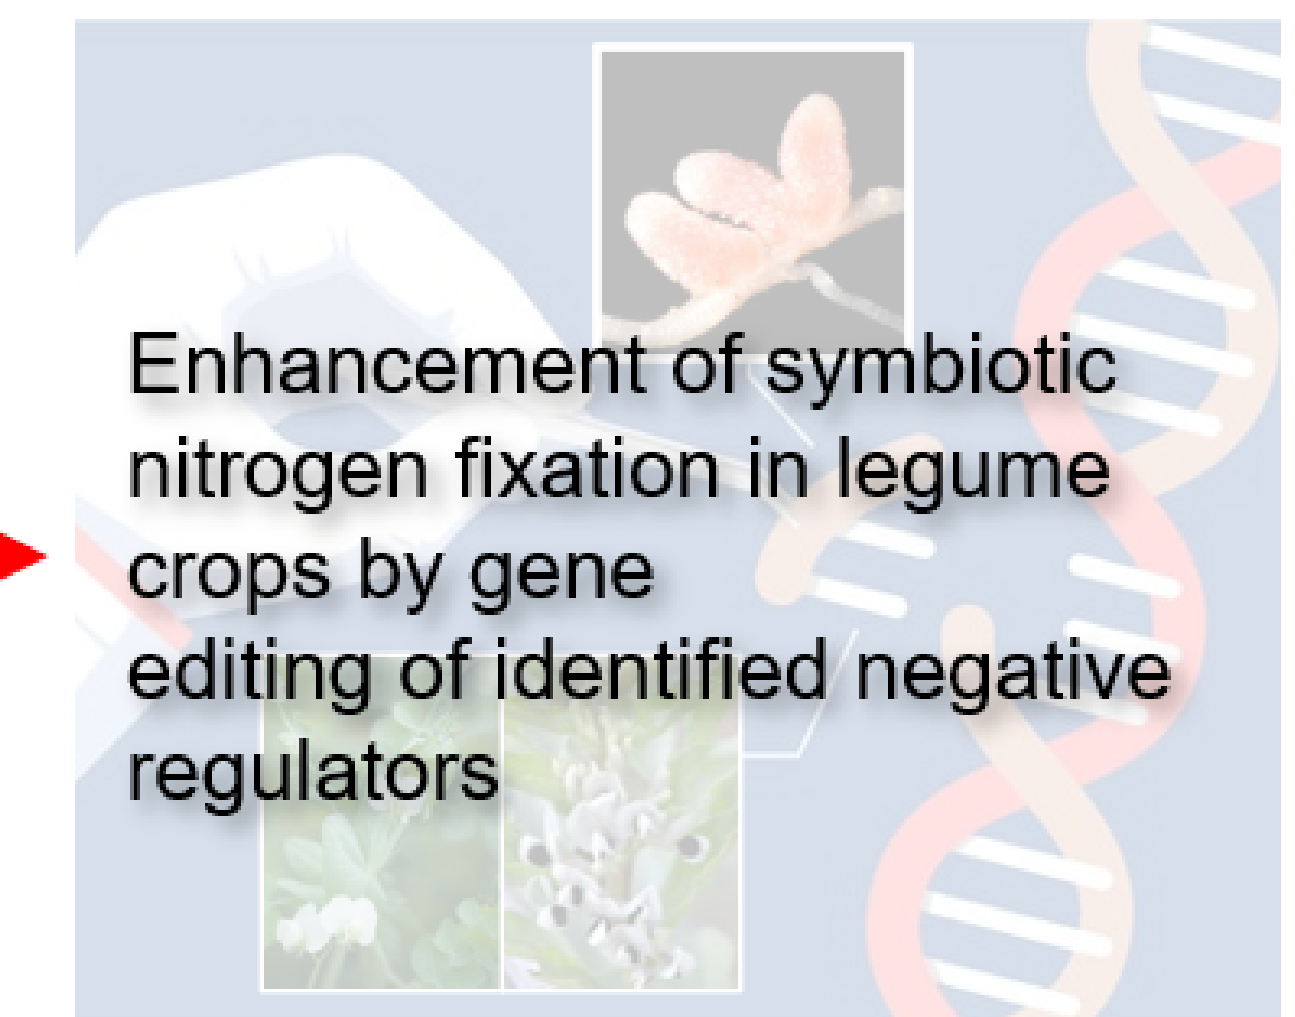 Enhancement of symbiotic
nitrogen fixation in legume
crops by gene
editing of identified negative
regulators